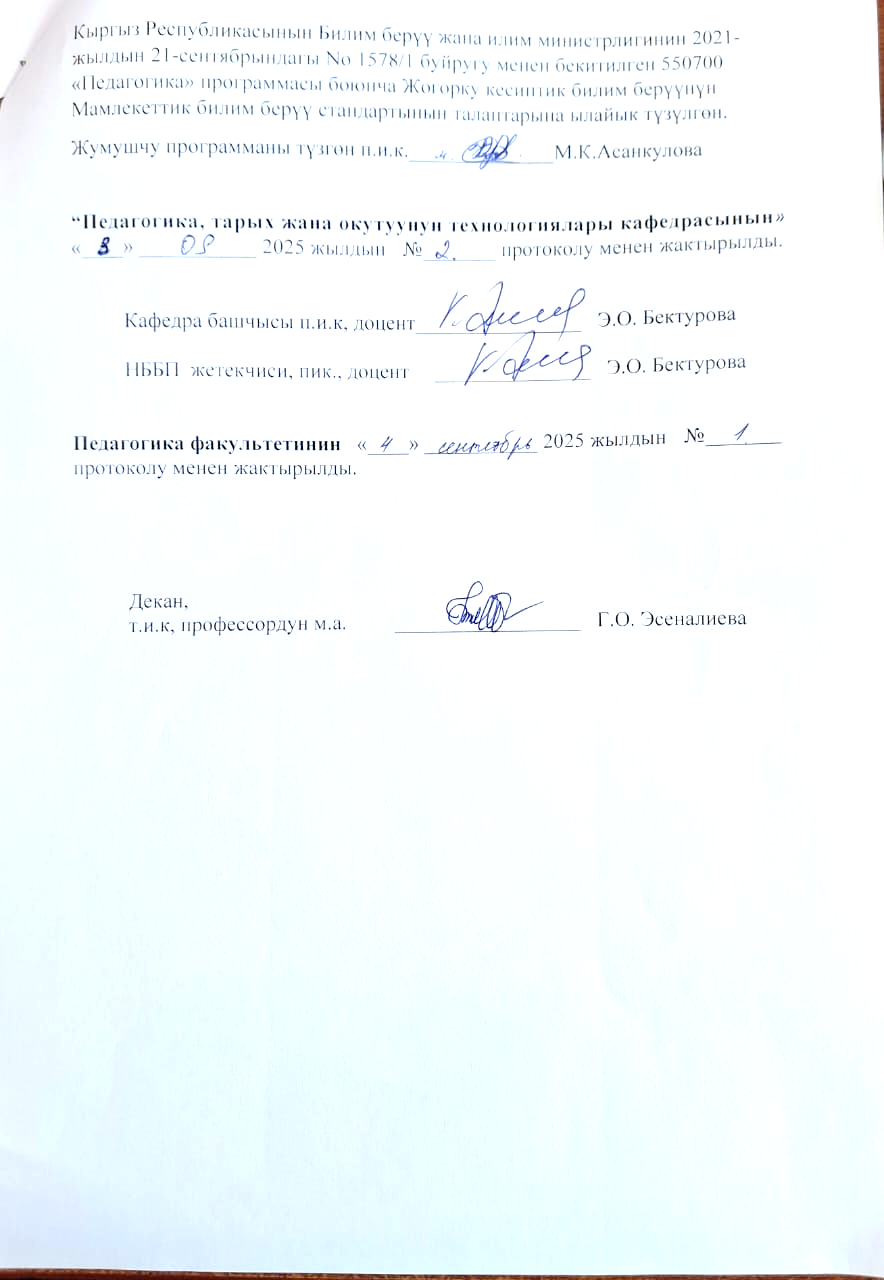 Кыргыз Республикасынын Билим берүү жана илим министрлигинин 2021-
жылдын 21-сентябрындагы No 1578/1 буйругу менен бекитилген 550700
«Педагогика» программасы боюнча Жогорку кесиптик билим берүүнүн
Мамлекеттик билим берүү стандартынын талаптарына ылайык түзүлгөн.
Жумушчу программаны түзгөн п.и.к. М.К.Асанкулова
“Педагогика, тарых жана окутуунун технологиялары кафедрасынын»
« 3 » 09 2025 жылдын № 2. протоколу менен жактырылды.
Кафедра башчысы п.и.к, доцент Э.О. Бектурова
НББП жетекчиси, пик., доцент Э.О. Бектурова
Педагогика факультетинин « 4 » сентябрь 2025 жылдын № 1.
протоколу менен жактырылды.
Декан,
т.и.к, профессордун м.а. Г.О. Эсеналиева